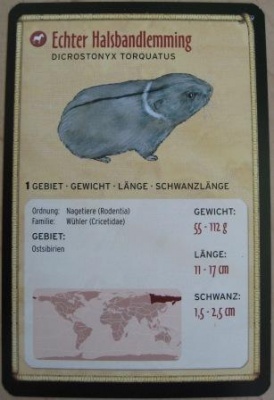 Echter Halsbandlemming
DICROSTONYX TORQUATUS
1 GEBIET · GEWICHT · LÄNGE · SCHWANZLÄNGE
Ordnung: Nagetiere (Rodentia)
Familie: Wühler (Cricetidae)
GEBIET:
Ostsibirien
GEWICHT:
55 - 112 g
LÄNGE:
11 - 17 cm
SCHWANZ:
1,5 - 2,5 cm